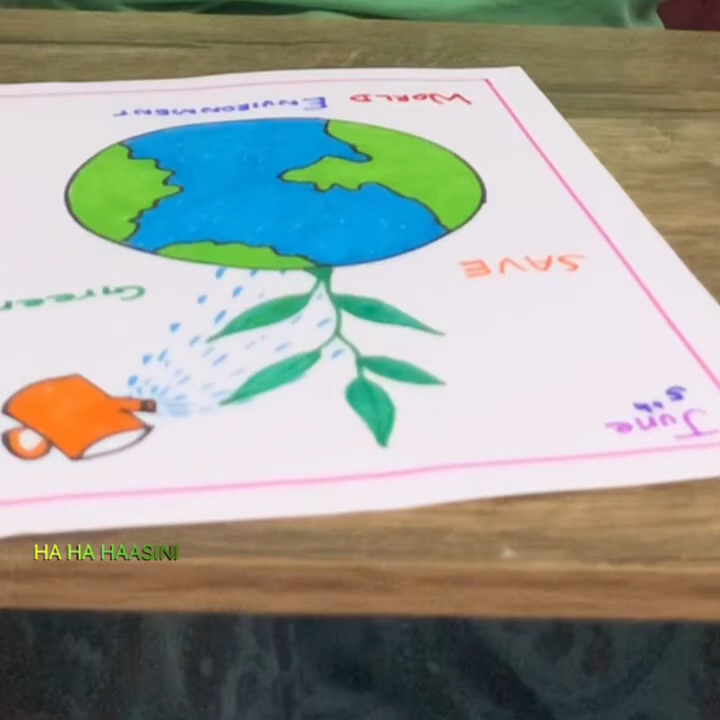 WORLD ENVIRONMENT
SAVE
Green
June
5th
HA HA HAASINI